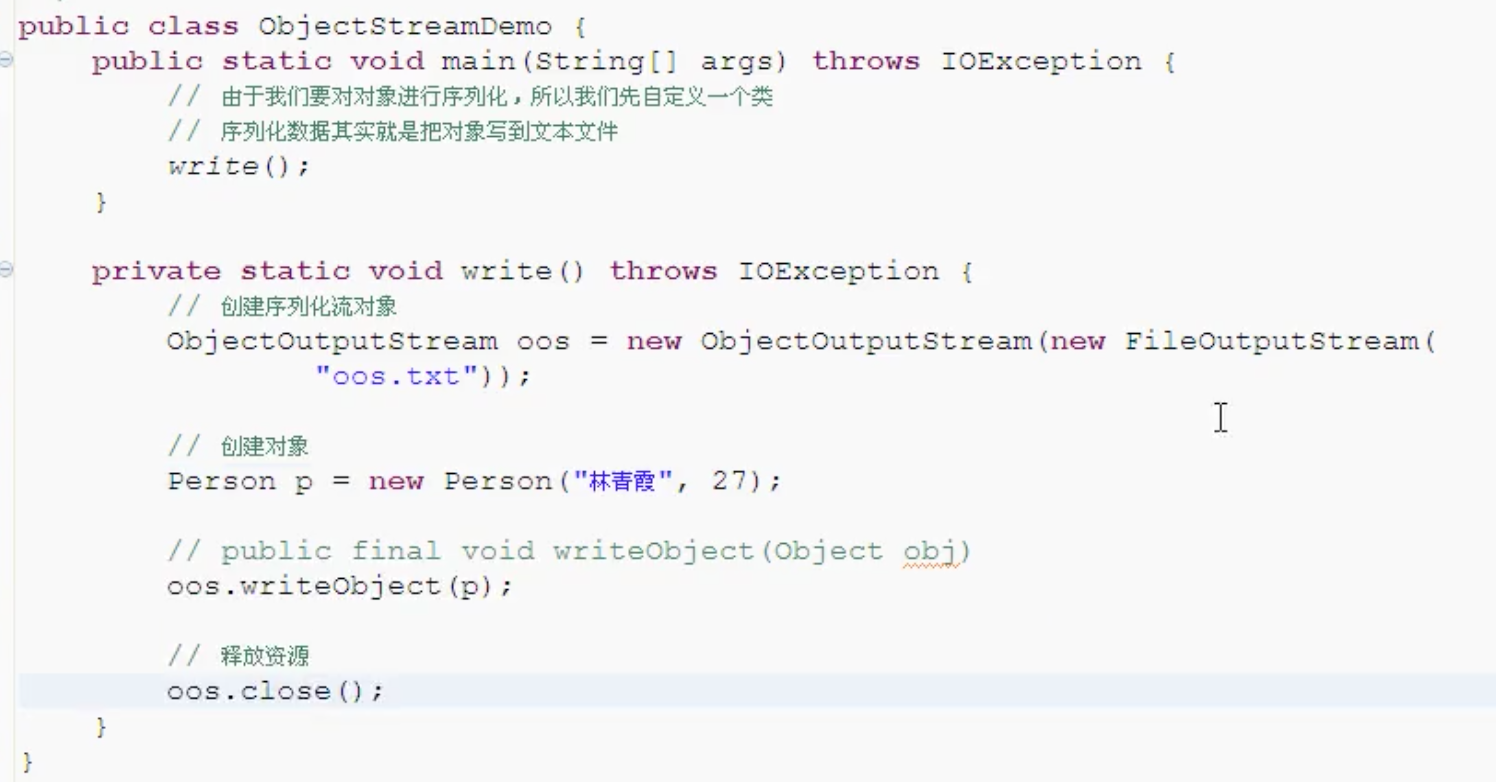 public class ObjectStreamDemo {
    public static void main(String[] args) throws IOException {
        // 由于我们要对对象进行序列化，所以我们先自定义一个类
        // 序列化数据其实就是把对象写到文本文件
        write();
    }

    private static void write() throws IOException {
        // 创建序列化流对象
        ObjectOutputStream oos = new ObjectOutputStream(new FileOutputStream(
                "oos.txt"));

        // 创建对象
        Person p = new Person("林青霞", 27);

        // public final void writeObject(Object obj)
        oos.writeObject(p);

        // 释放资源
        oos.close();
    }
}